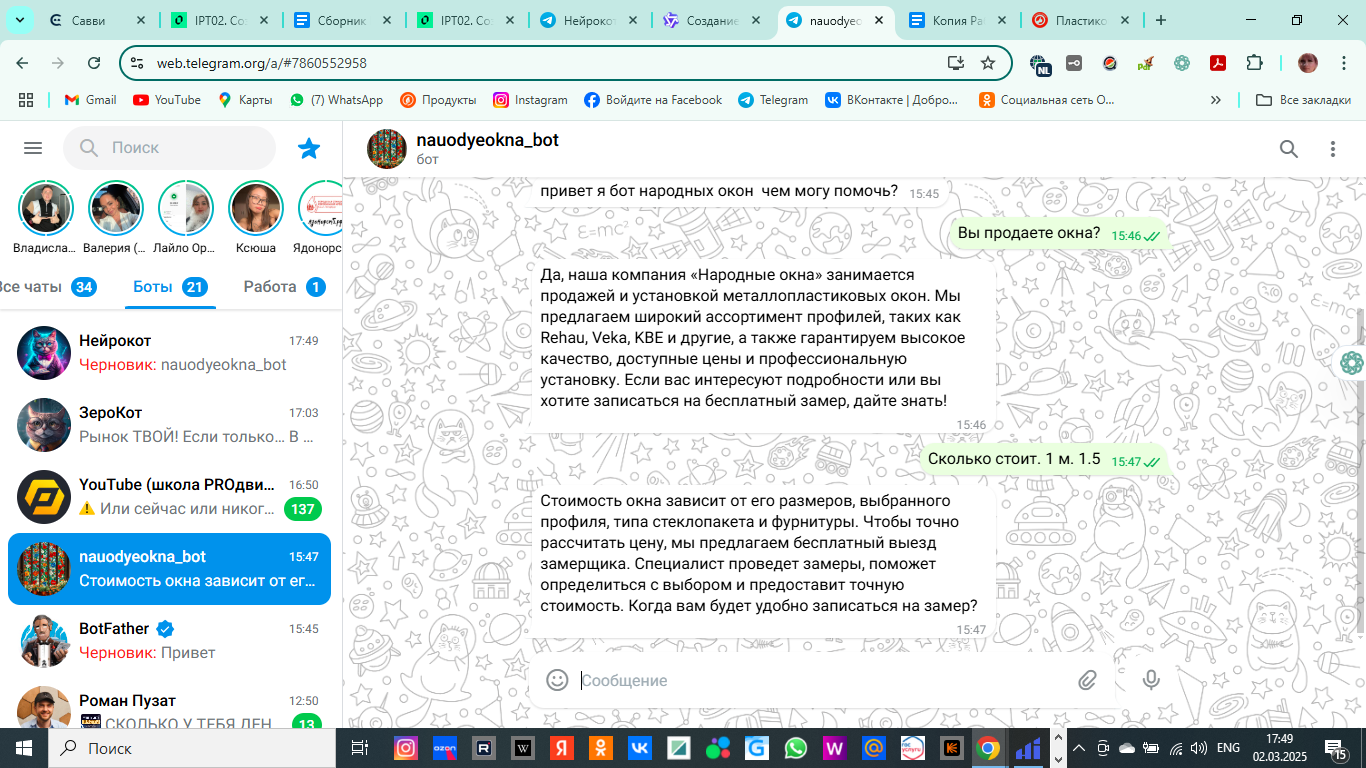 Савви
IPT02. Со
Сборник
IPT02. Со
Нейрокот
Создание
nauodyeo
Копия Ра
Пластико
web.telegram.org/a/#7860552958
NL
Gmail
YouTube
Карты
(7) WhatsApp
Продукты
Instagram
Войдите на Facebook
Telegram
ВКонтакте | Добро...
Социальная сеть О...
Все закладки
Поиск
Владисла...
Валерия (...
Лайло Ор...
Ксюша
Ядонорс
Все чаты 34
Боты 21
Работа 1
Нейрокот 17:49
Черновик: nauodyeokna_bot
ЗероКот 17:03
Рынок ТВОЙ! Если только... В ...
YouTube (школа PROдви... 16:50
Или сейчас или никог... 137
nauodyeokna_bot 15:47
Стоимость окна зависит от ег...
BotFather 15:45
Черновик: Привет
Роман Пузат 12:50
СКОЛЬКО У ТЕБЯ ДЕН 13
nauodyeokna_bot
бот
привет я бот народных окон чем могу помочь? 15:45
Вы продаете окна? 15:46
Да, наша компания «Народные окна» занимается
продажей и установкой металлопластиковых окон. Мы
предлагаем широкий ассортимент профилей, таких как
Rehau, Veka, KBE и другие, а также гарантируем высокое
качество, доступные цены и профессиональную
установку. Если вас интересуют подробности или вы
хотите записаться на бесплатный замер, дайте знать!
15:46
Сколько стоит. 1 м. 1.5 15:47
Стоимость окна зависит от его размеров, выбранного
профиля, типа стеклопакета и фурнитуры. Чтобы точно
рассчитать цену, мы предлагаем бесплатный выезд
замерщика. Специалист проведет замеры, поможет
определиться с выбором и предоставит точную
стоимость. Когда вам будет удобно записаться на замер?
15:47
Сообщение
Поиск
ENG
17:49
02.03.2025
15